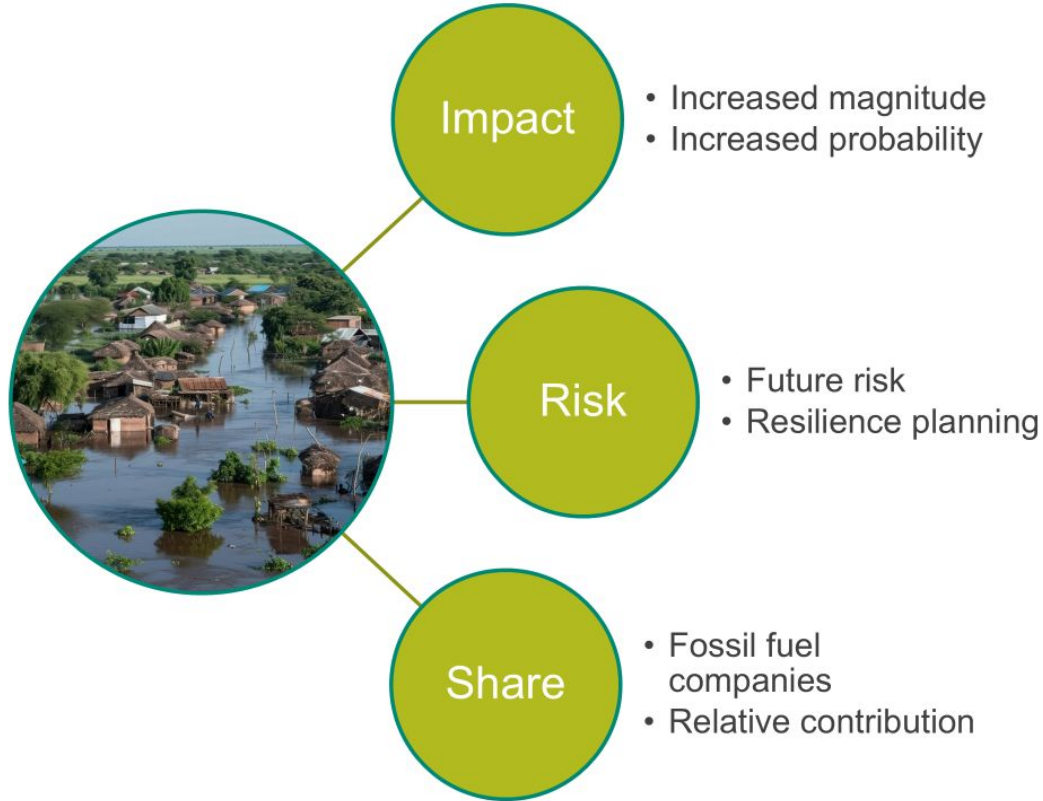 Impact
• Increased magnitude
• Increased probability
Risk
• Future risk
• Resilience planning
Share
• Fossil fuel
companies
• Relative contribution